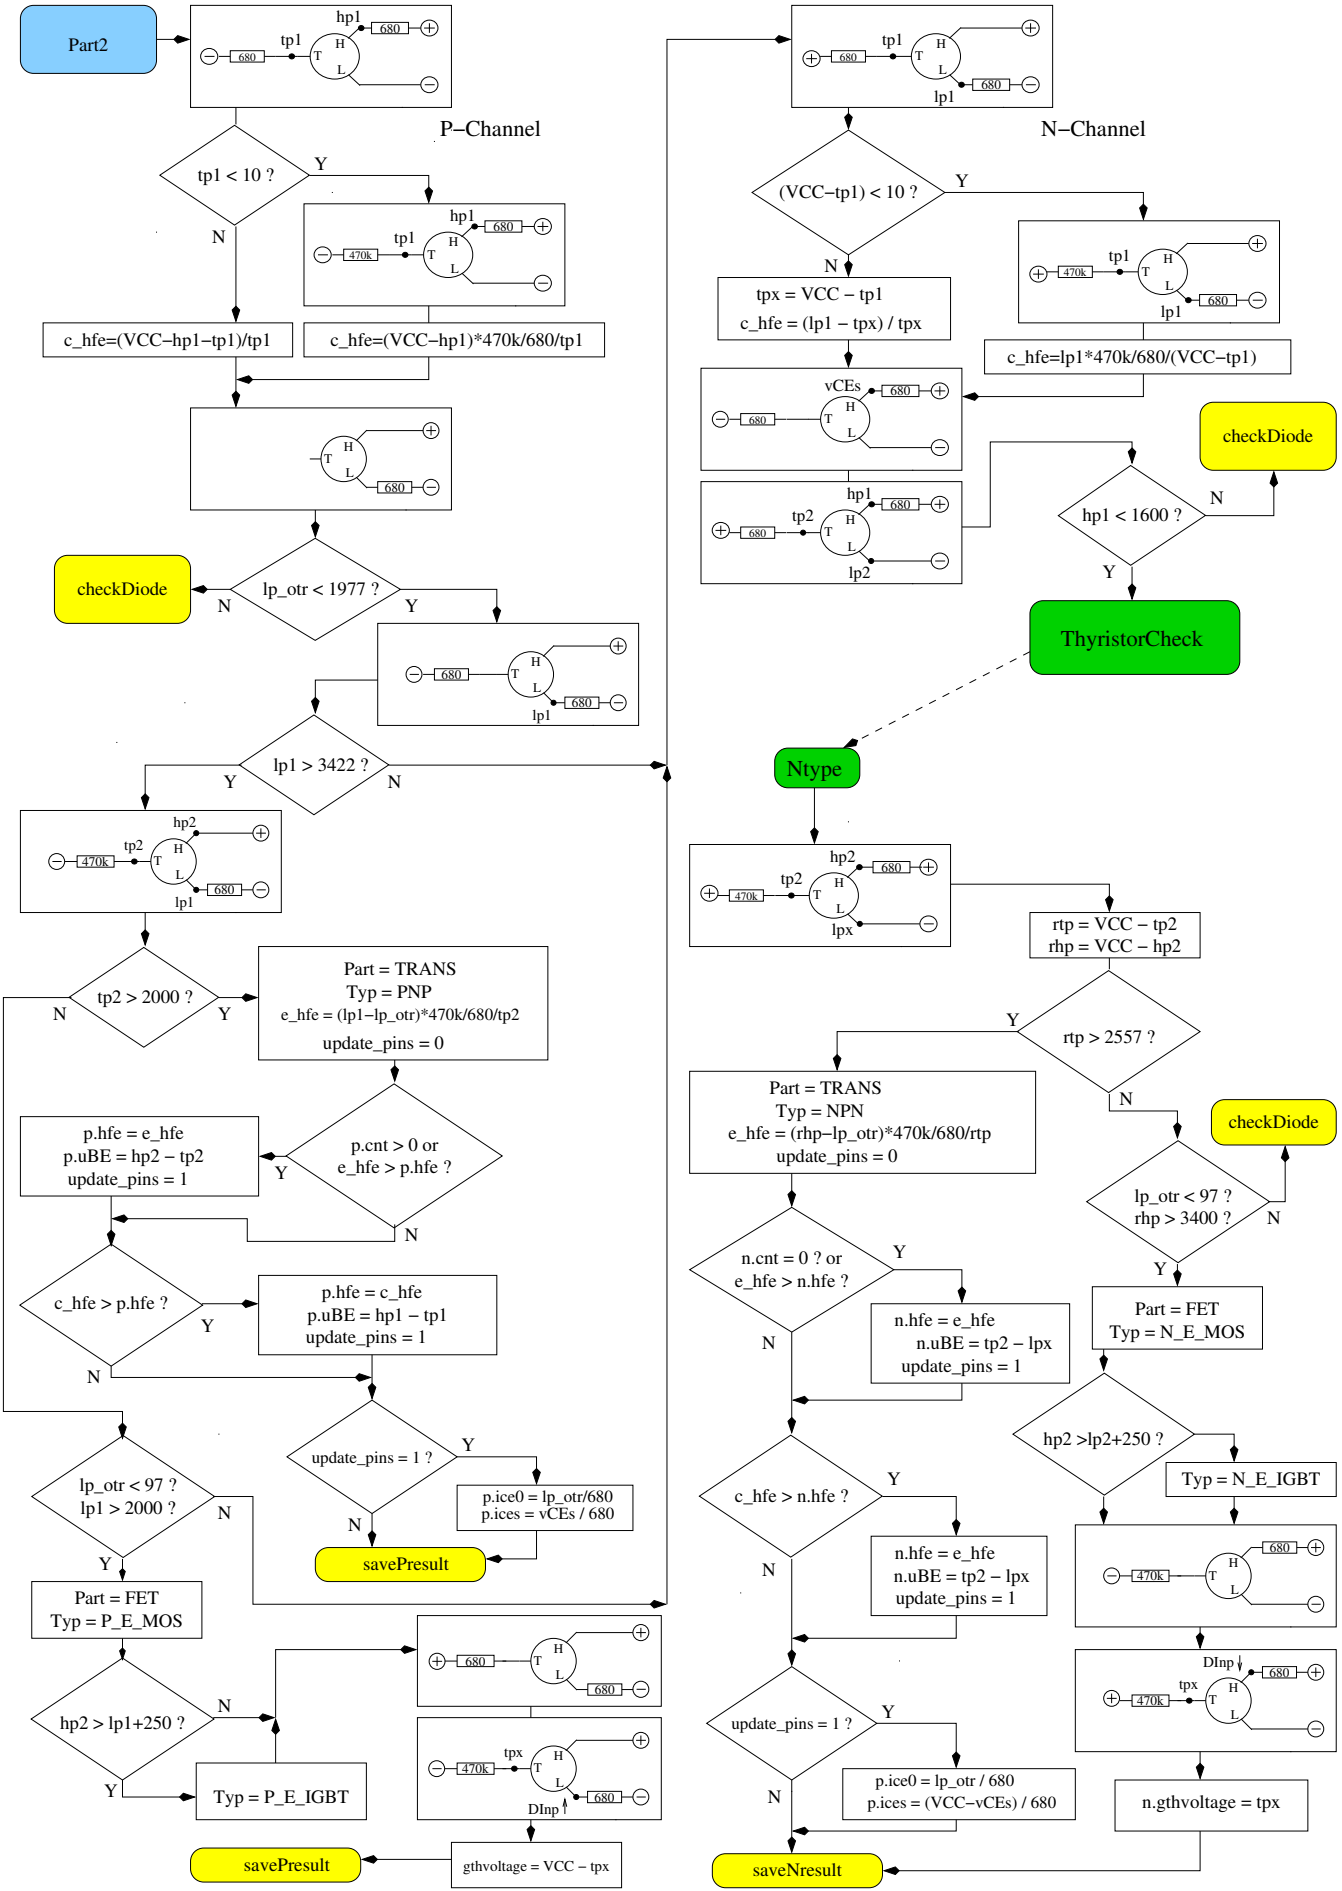 Part2
hp1
680
+
−
680
tp1
T
H
L
−
P−Channel
tp1 < 10 ?
Y
N
hp1
680
+
−
470k
tp1
T
H
L
−
c_hfe=(VCC−hp1−tp1)/tp1
c_hfe=(VCC−hp1)*470k/680/tp1
T
H
L
+
680
−
lp_otr < 1977 ?
N
Y
checkDiode
−
680
T
H
L
+
680
−
lp1
lp1 > 3422 ?
Y
N
hp2
+
tp2
−
470k
T
H
L
680
−
lp1
tp2 > 2000 ?
N
Y
Part = TRANS
Typ = PNP
e_hfe = (lp1−lp_otr)*470k/680/tp2
update_pins = 0
p.cnt > 0 or
e_hfe > p.hfe ?
Y
N
p.hfe = e_hfe
p.uBE = hp2 − tp2
update_pins = 1
c_hfe > p.hfe ?
Y
N
p.hfe = c_hfe
p.uBE = hp1 − tp1
update_pins = 1
update_pins = 1 ?
Y
N
p.ice0 = lp_otr/680
p.ices = vCEs / 680
savePresult
lp_otr < 97 ?
lp1 > 2000 ?
N
Y
Part = FET
Typ = P_E_MOS
hp2 > lp1+250 ?
N
Y
Typ = P_E_IGBT
+
680
T
H
L
+
680
−
−
470k
tpx
T
H
L
+
680
−
DInp
gthvoltage = VCC − tpx
savePresult
tp1
+
680
T
H
L
+
680
−
lp1
N−Channel
(VCC−tp1) < 10 ?
Y
N
tp1
+
470k
T
H
L
+
680
−
lp1
tpx = VCC − tp1
c_hfe = (lp1 − tpx) / tpx
c_hfe=lp1*470k/680/(VCC−tp1)
vCEs
680
+
−
680
T
H
L
−
hp1
680
+
tp2
+
680
T
H
L
−
lp2
hp1 < 1600 ?
N
Y
checkDiode
ThyristorCheck
Ntype
hp2
680
+
tp2
+
470k
T
H
L
−
lpx
rtp = VCC − tp2
rhp = VCC − hp2
rtp > 2557 ?
Y
N
Part = TRANS
Typ = NPN
e_hfe = (rhp−lp_otr)*470k/680/rtp
update_pins = 0
checkDiode
lp_otr < 97 ?
rhp > 3400 ?
N
Y
n.cnt = 0 ? or
e_hfe > n.hfe ?
Y
N
n.hfe = e_hfe
n.uBE = tp2 − lpx
update_pins = 1
Part = FET
Typ = N_E_MOS
hp2 >lp2+250 ?
Y
Typ = N_E_IGBT
c_hfe > n.hfe ?
Y
N
n.hfe = e_hfe
n.uBE = tp2 − lpx
update_pins = 1
−
470k
T
H
L
680
+
−
DInp
680
+
tpx
+
470k
T
H
L
−
update_pins = 1 ?
Y
N
p.ice0 = lp_otr / 680
p.ices = (VCC−vCEs) / 680
n.gthvoltage = tpx
saveNresult